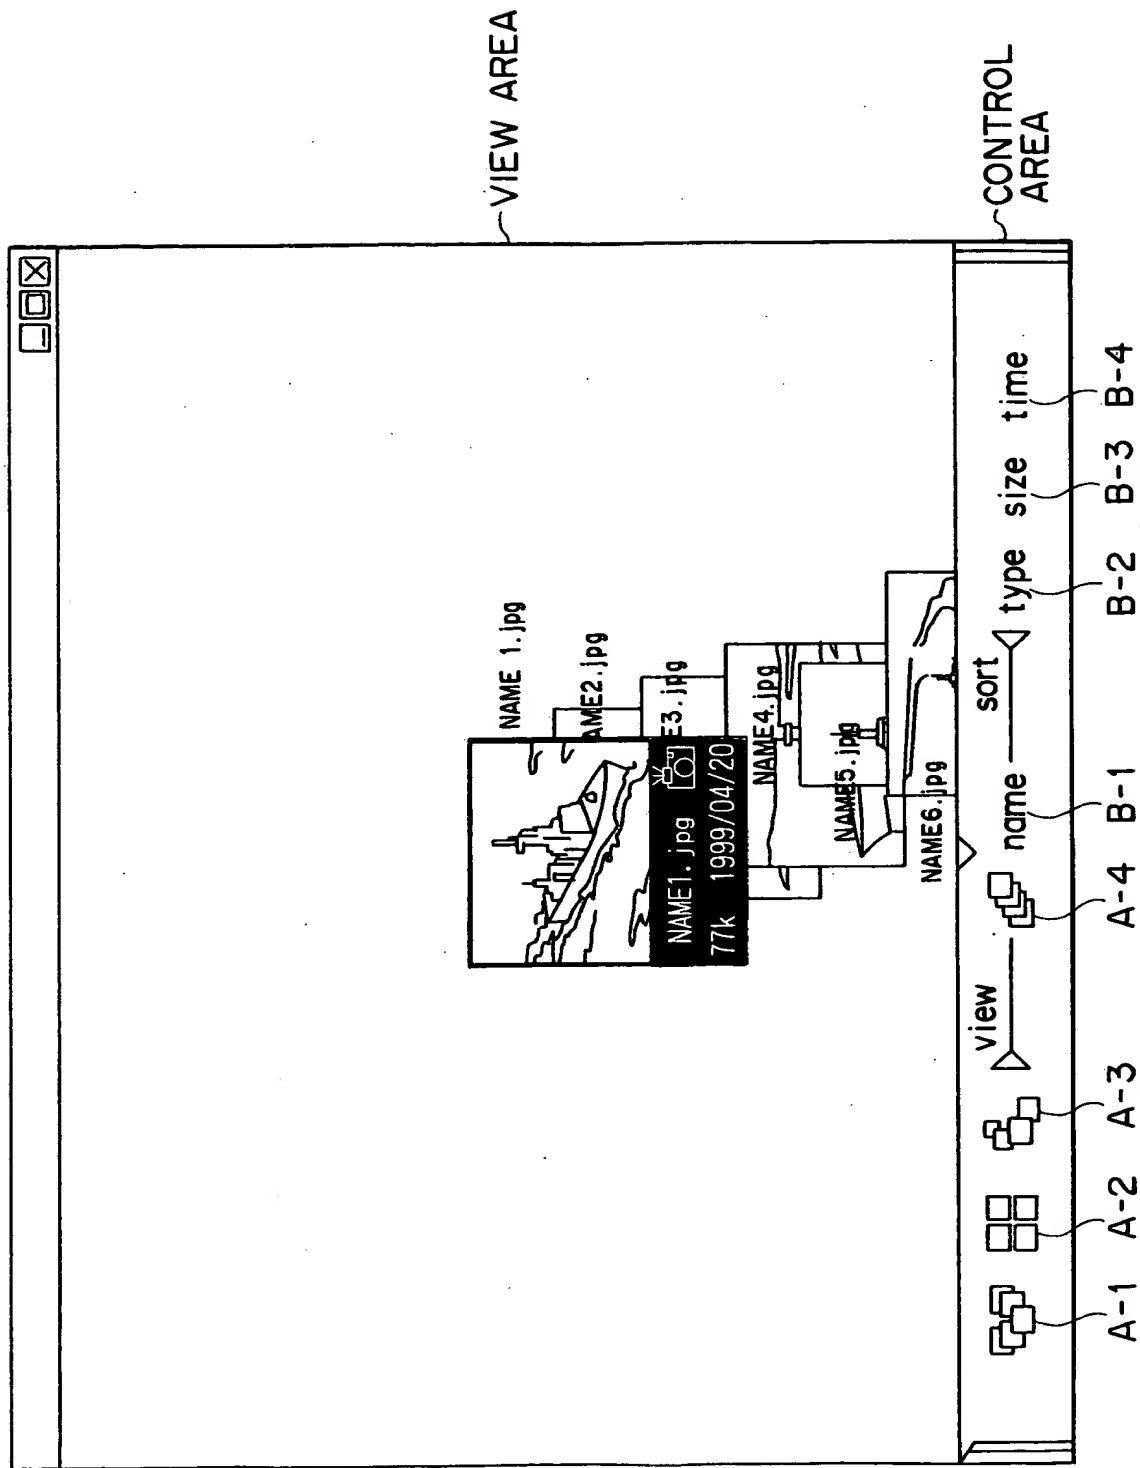 VIEW AREA
NAME 1.jpg
AME2.jpg
E3.jpg
NAME1.jpg
77k 1999/04/20
NAME4.jpg
NAME5.jpg
NAME6.jpg
CONTROL
AREA
view
sort
name
type
size
time
A-1
A-2
A-3
A-4
B-1
B-2
B-3
B-4